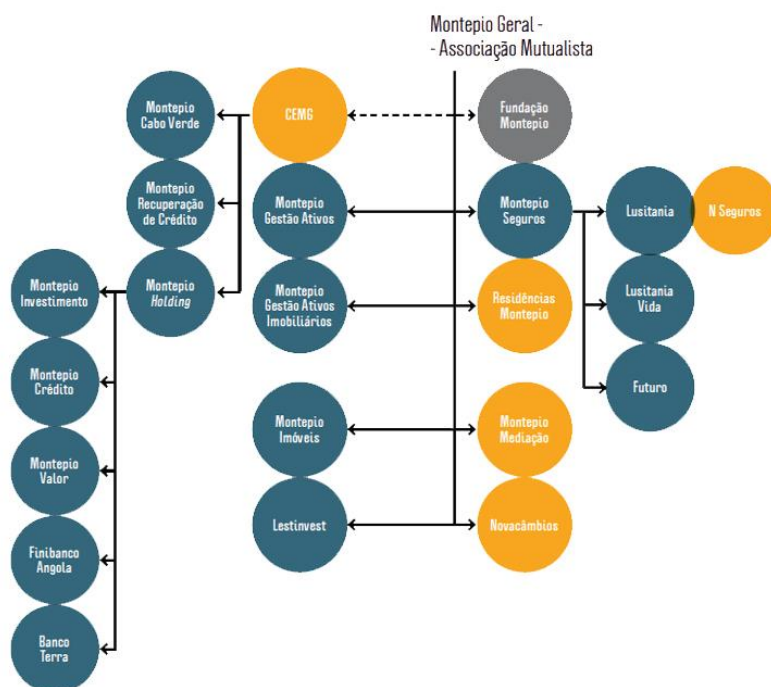 Montepio Geral -
- Associação Mutualista
Montepio
Cabo Verde
CEMG
Fundação
Montepio
Montepio
Recuperação
de Crédito
Montepio
Gestão Ativos
Montepio
Seguros
Lusitania
N Seguros
Montepio
Investimento
Montepio
Holding
Montepio
Gestão Ativos
Imobiliários
Residências
Montepio
Lusitania
Vida
Montepio
Crédito
Futuro
Montepio
Imóveis
Montepio
Mediação
Montepio
Valor
Lestinvest
Novacâmbios
Finibanco
Angola
Banco
Terra